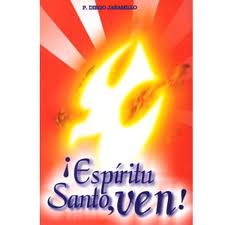 P. DIEGO JARAMILLO
¡Espíritu
Santo, ven!